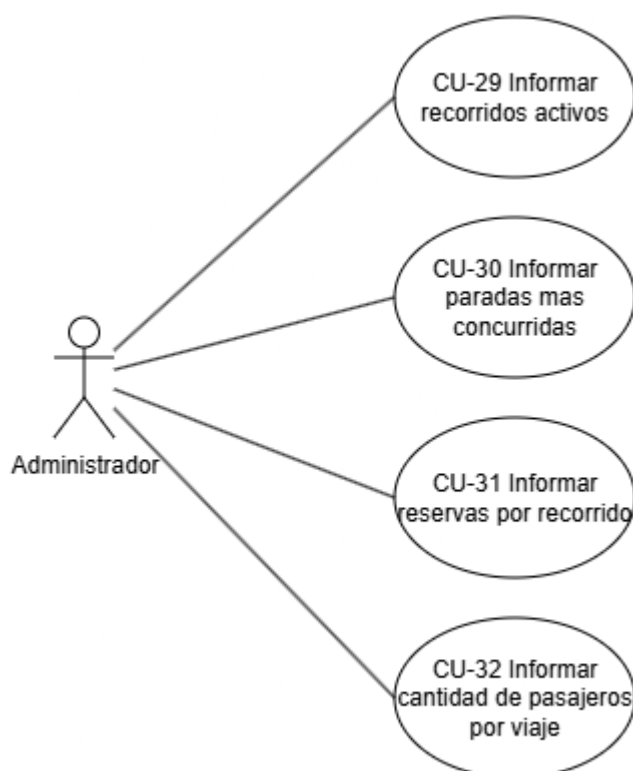 CU-29 Informar
recorridos activos
CU-30 Informar
paradas mas
concurridas
Administrador
CU-31 Informar
reservas por recorrido
CU-32 Informar
cantidad de pasajeros
por viaje